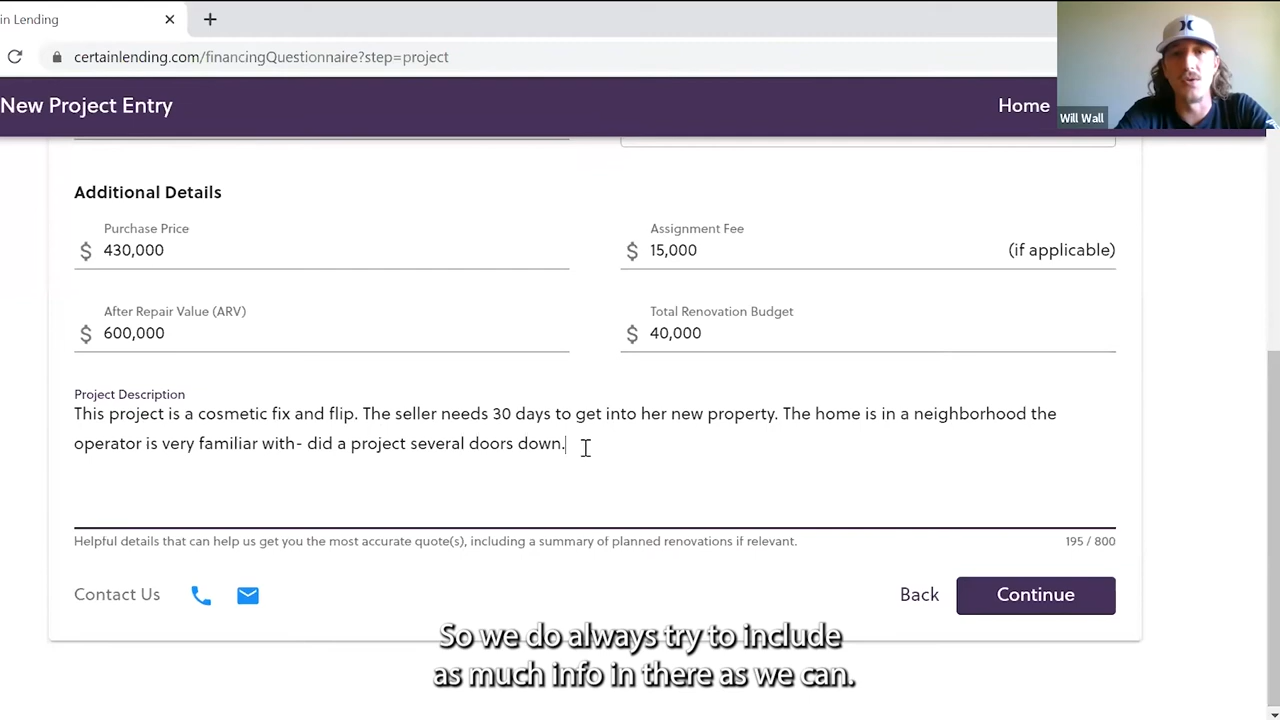 in Lending
certainlending.com/financingQuestionnaire?step=project
New Project Entry
Home
Will Wall
Additional Details
Purchase Price
$ 430,000
Assignment Fee
$ 15,000 (if applicable)
After Repair Value (ARV)
$ 600,000
Total Renovation Budget
$ 40,000
Project Description
This project is a cosmetic fix and flip. The seller needs 30 days to get into her new property. The home is in a neighborhood the
operator is very familiar with- did a project several doors down.
Helpful details that can help us get you the most accurate quote(s), including a summary of planned renovations if relevant.
195 / 800
Contact Us
Back
Continue
So we do always try to include
as much info in there as we can.